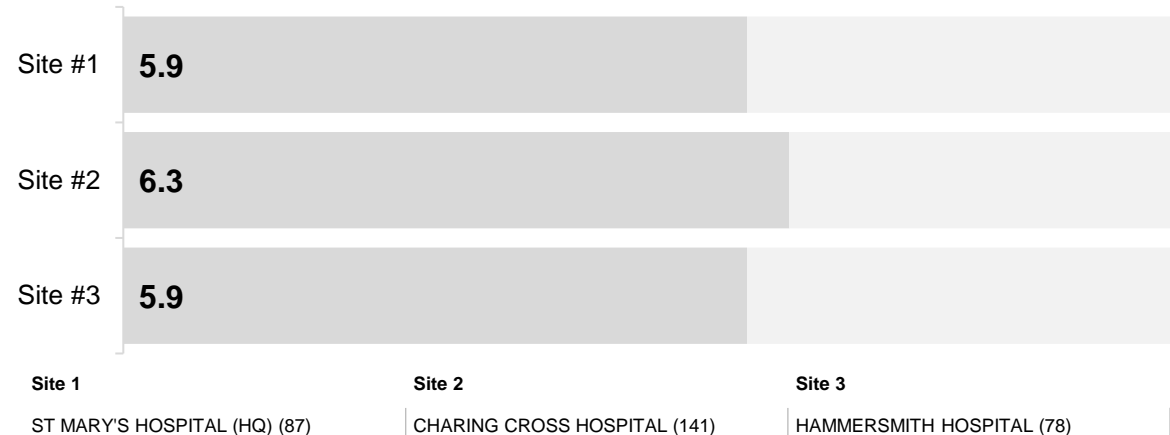 Site #1 5.9
Site #2 6.3
Site #3 5.9
Site 1 Site 2 Site 3
ST MARY'S HOSPITAL (HQ) (87) CHARING CROSS HOSPITAL (141) HAMMERSMITH HOSPITAL (78)